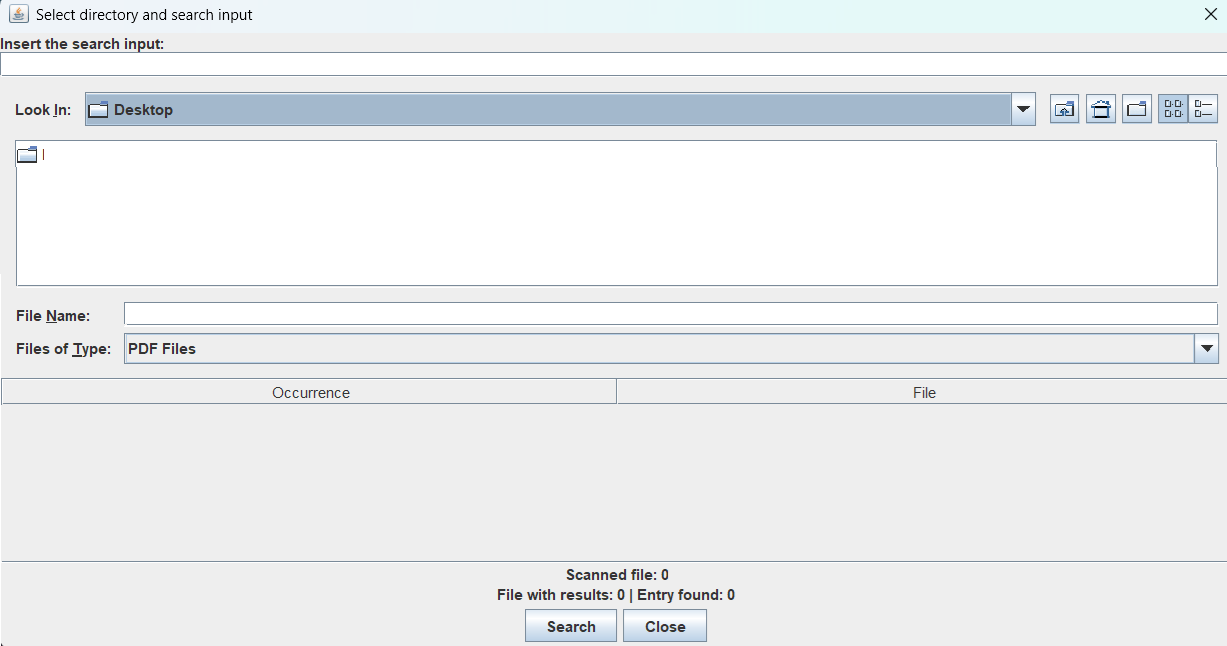 Select directory and search input
Insert the search input:
Look In: Desktop
File Name:
Files of Type: PDF Files
Occurrence File
Scanned file: 0
File with results: 0 | Entry found: 0
Search Close